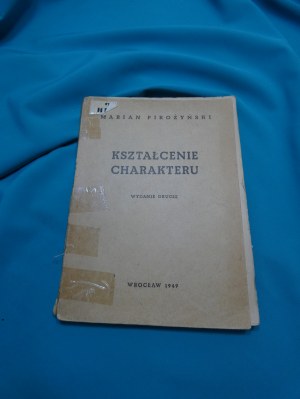 MARIAN PIROŻYŃSKI
KSZTAŁCENIE
CHARAKTERU
WYDANIE DRUGIE
WROCŁAW 1949